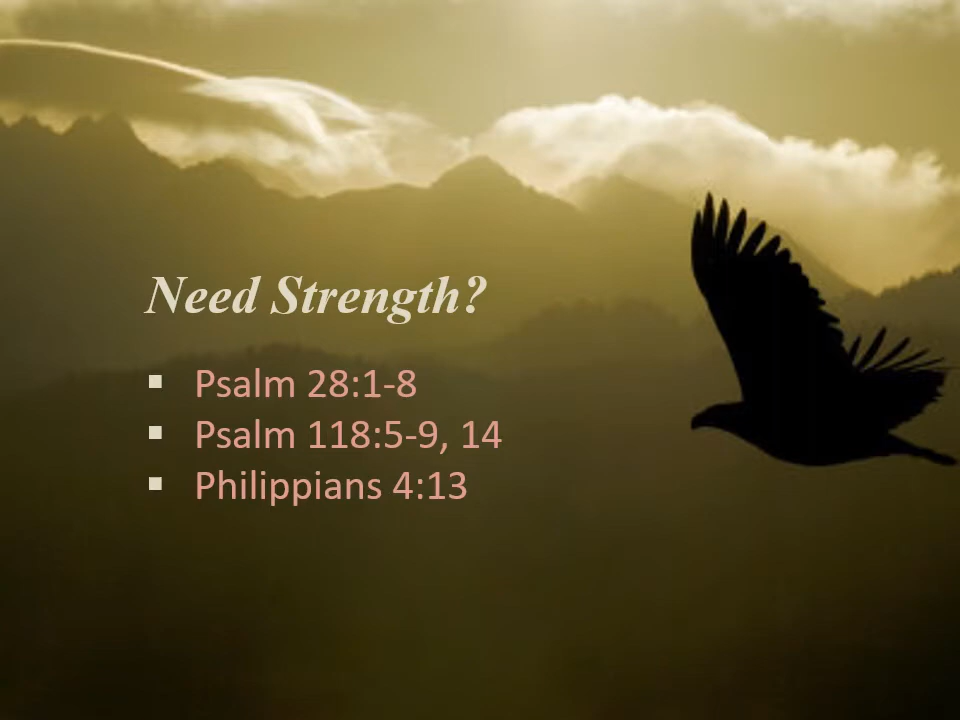 Need Strength?
▪ Psalm 28:1-8
▪ Psalm 118:5-9, 14
▪ Philippians 4:13